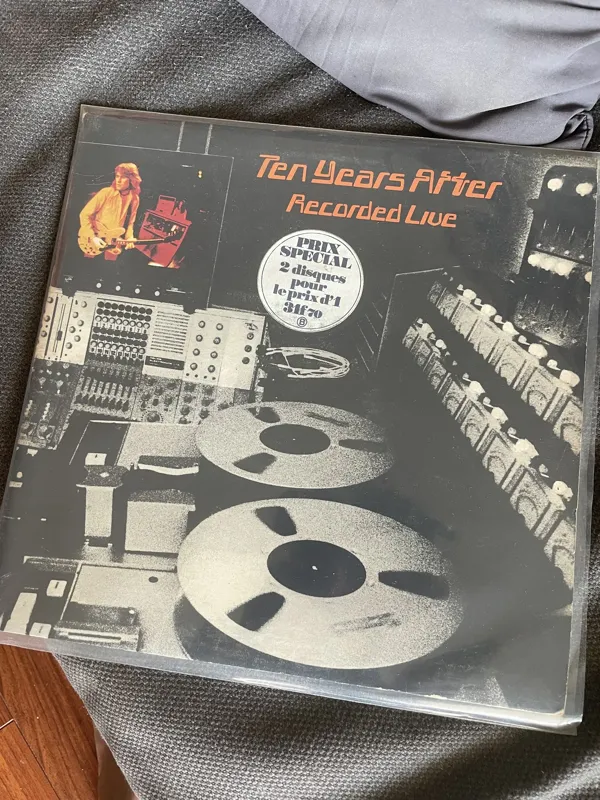 Ten Years After
Recorded Live
PRIX
SPECIAL
2 disques
pour
le prix d'1
31f70
B